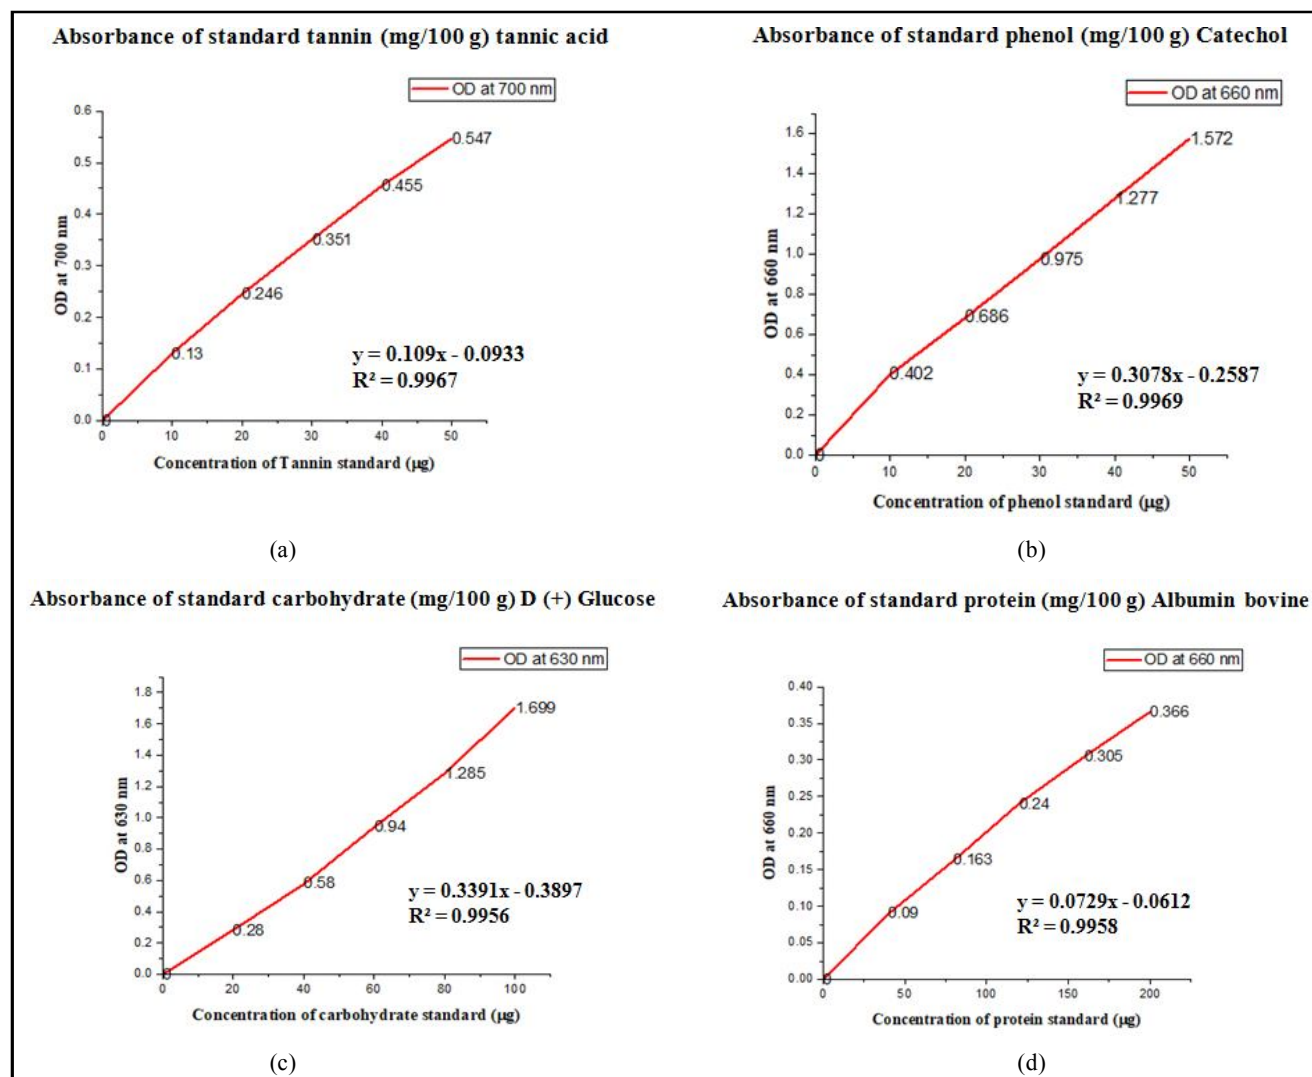 Absorbance of standard tannin (mg/100 g) tannic acid
OD at 700 nm
0.6
0.5
0.4
0.3
0.2
0.1
0.0
OD at 700 nm
0
0.13
0.246
0.351
0.455
0.547
y = 0.109x - 0.0933
R² = 0.9967
0 10 20 30 40 50
Concentration of Tannin standard (µg)
(a)
Absorbance of standard phenol (mg/100 g) Catechol
OD at 660 nm
1.6
1.4
1.2
1.0
0.8
0.6
0.4
0.2
0.0
OD at 660 nm
0
0.402
0.686
0.975
1.277
1.572
y = 0.3078x - 0.2587
R² = 0.9969
0 10 20 30 40 50
Concentration of phenol standard (µg)
(b)
Absorbance of standard carbohydrate (mg/100 g) D (+) Glucose
OD at 630 nm
1.8
1.6
1.4
1.2
1.0
0.8
0.6
0.4
0.2
0.0
OD at 630 nm
0
0.28
0.58
0.94
1.285
1.699
y = 0.3391x - 0.3897
R² = 0.9956
0 20 40 60 80 100
Concentration of carbohydrate standard (µg)
(c)
Absorbance of standard protein (mg/100 g) Albumin bovine
OD at 660 nm
0.40
0.35
0.30
0.25
0.20
0.15
0.10
0.05
0.00
OD at 660 nm
0
0.09
0.163
0.24
0.305
0.366
y = 0.0729x - 0.0612
R² = 0.9958
0 50 100 150 200
Concentration of protein standard (µg)
(d)